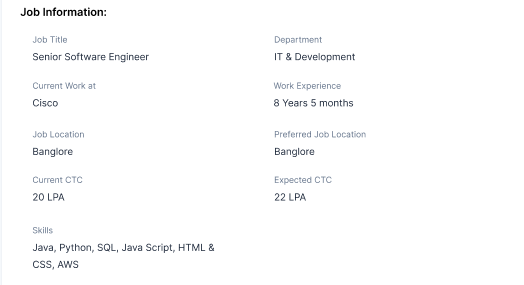 Job Information:
Job Title
Department
Senior Software Engineer
IT & Development
Current Work at
Work Experience
Cisco
8 Years 5 months
Job Location
Preferred Job Location
Banglore
Banglore
Current CTC
Expected CTC
20 LPA
22 LPA
Skills
Java, Python, SQL, Java Script, HTML &
CSS, AWS